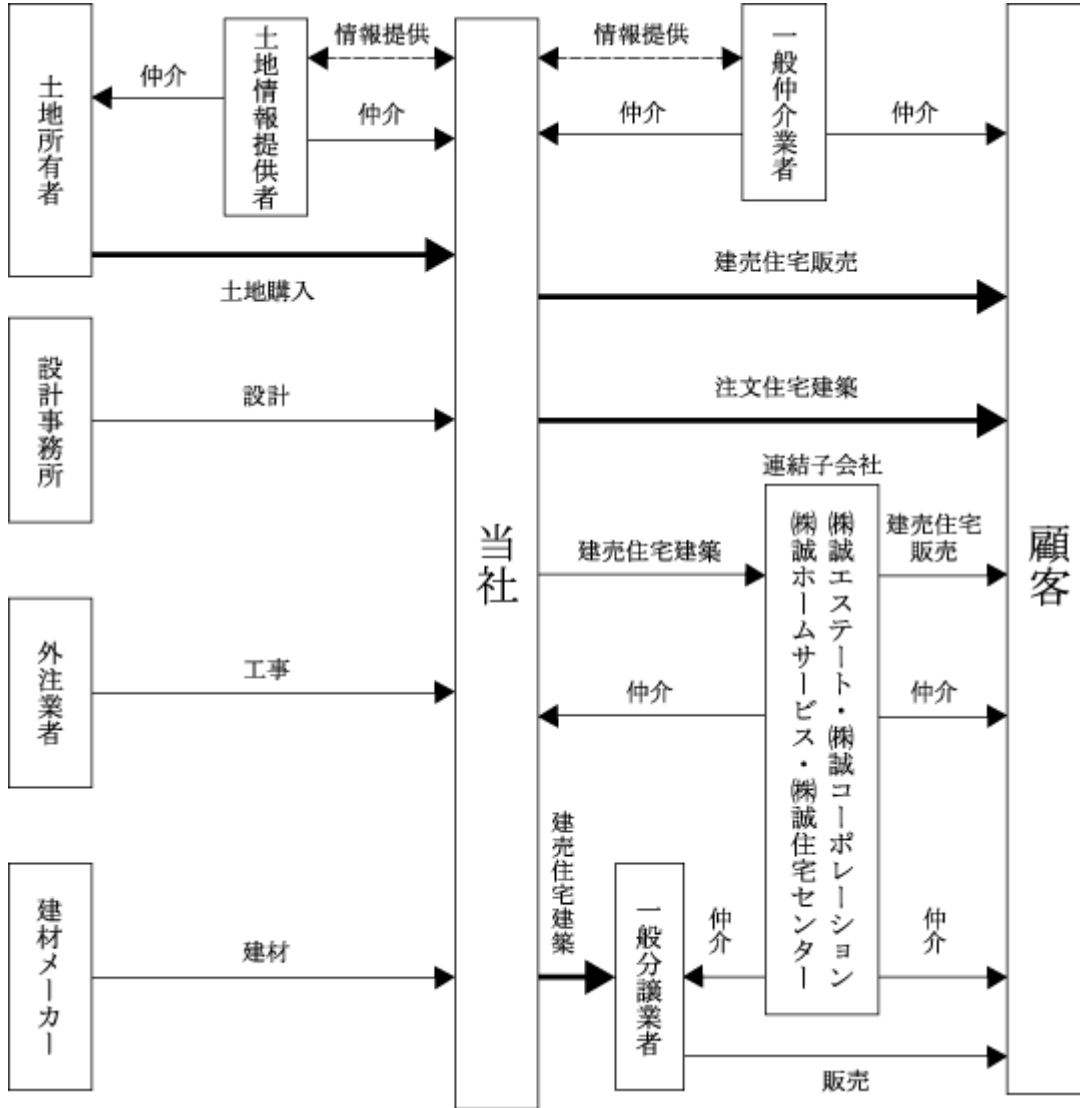 土地所有者
仲介
土地情報提供者
情報提供
仲介
土地購入
設計事務所
設計
外注業者
工事
建材メーカー
建材
当社
情報提供
仲介
一般仲介業者
仲介
建売住宅販売
注文住宅建築
連結子会社
建売住宅建築
㈱誠エステート・㈱誠コーポレーション
㈱誠ホームサービス・㈱誠住宅センター
建売住宅
販売
仲介
仲介
建売住宅建築
一般分譲業者
仲介
仲介
販売
顧客